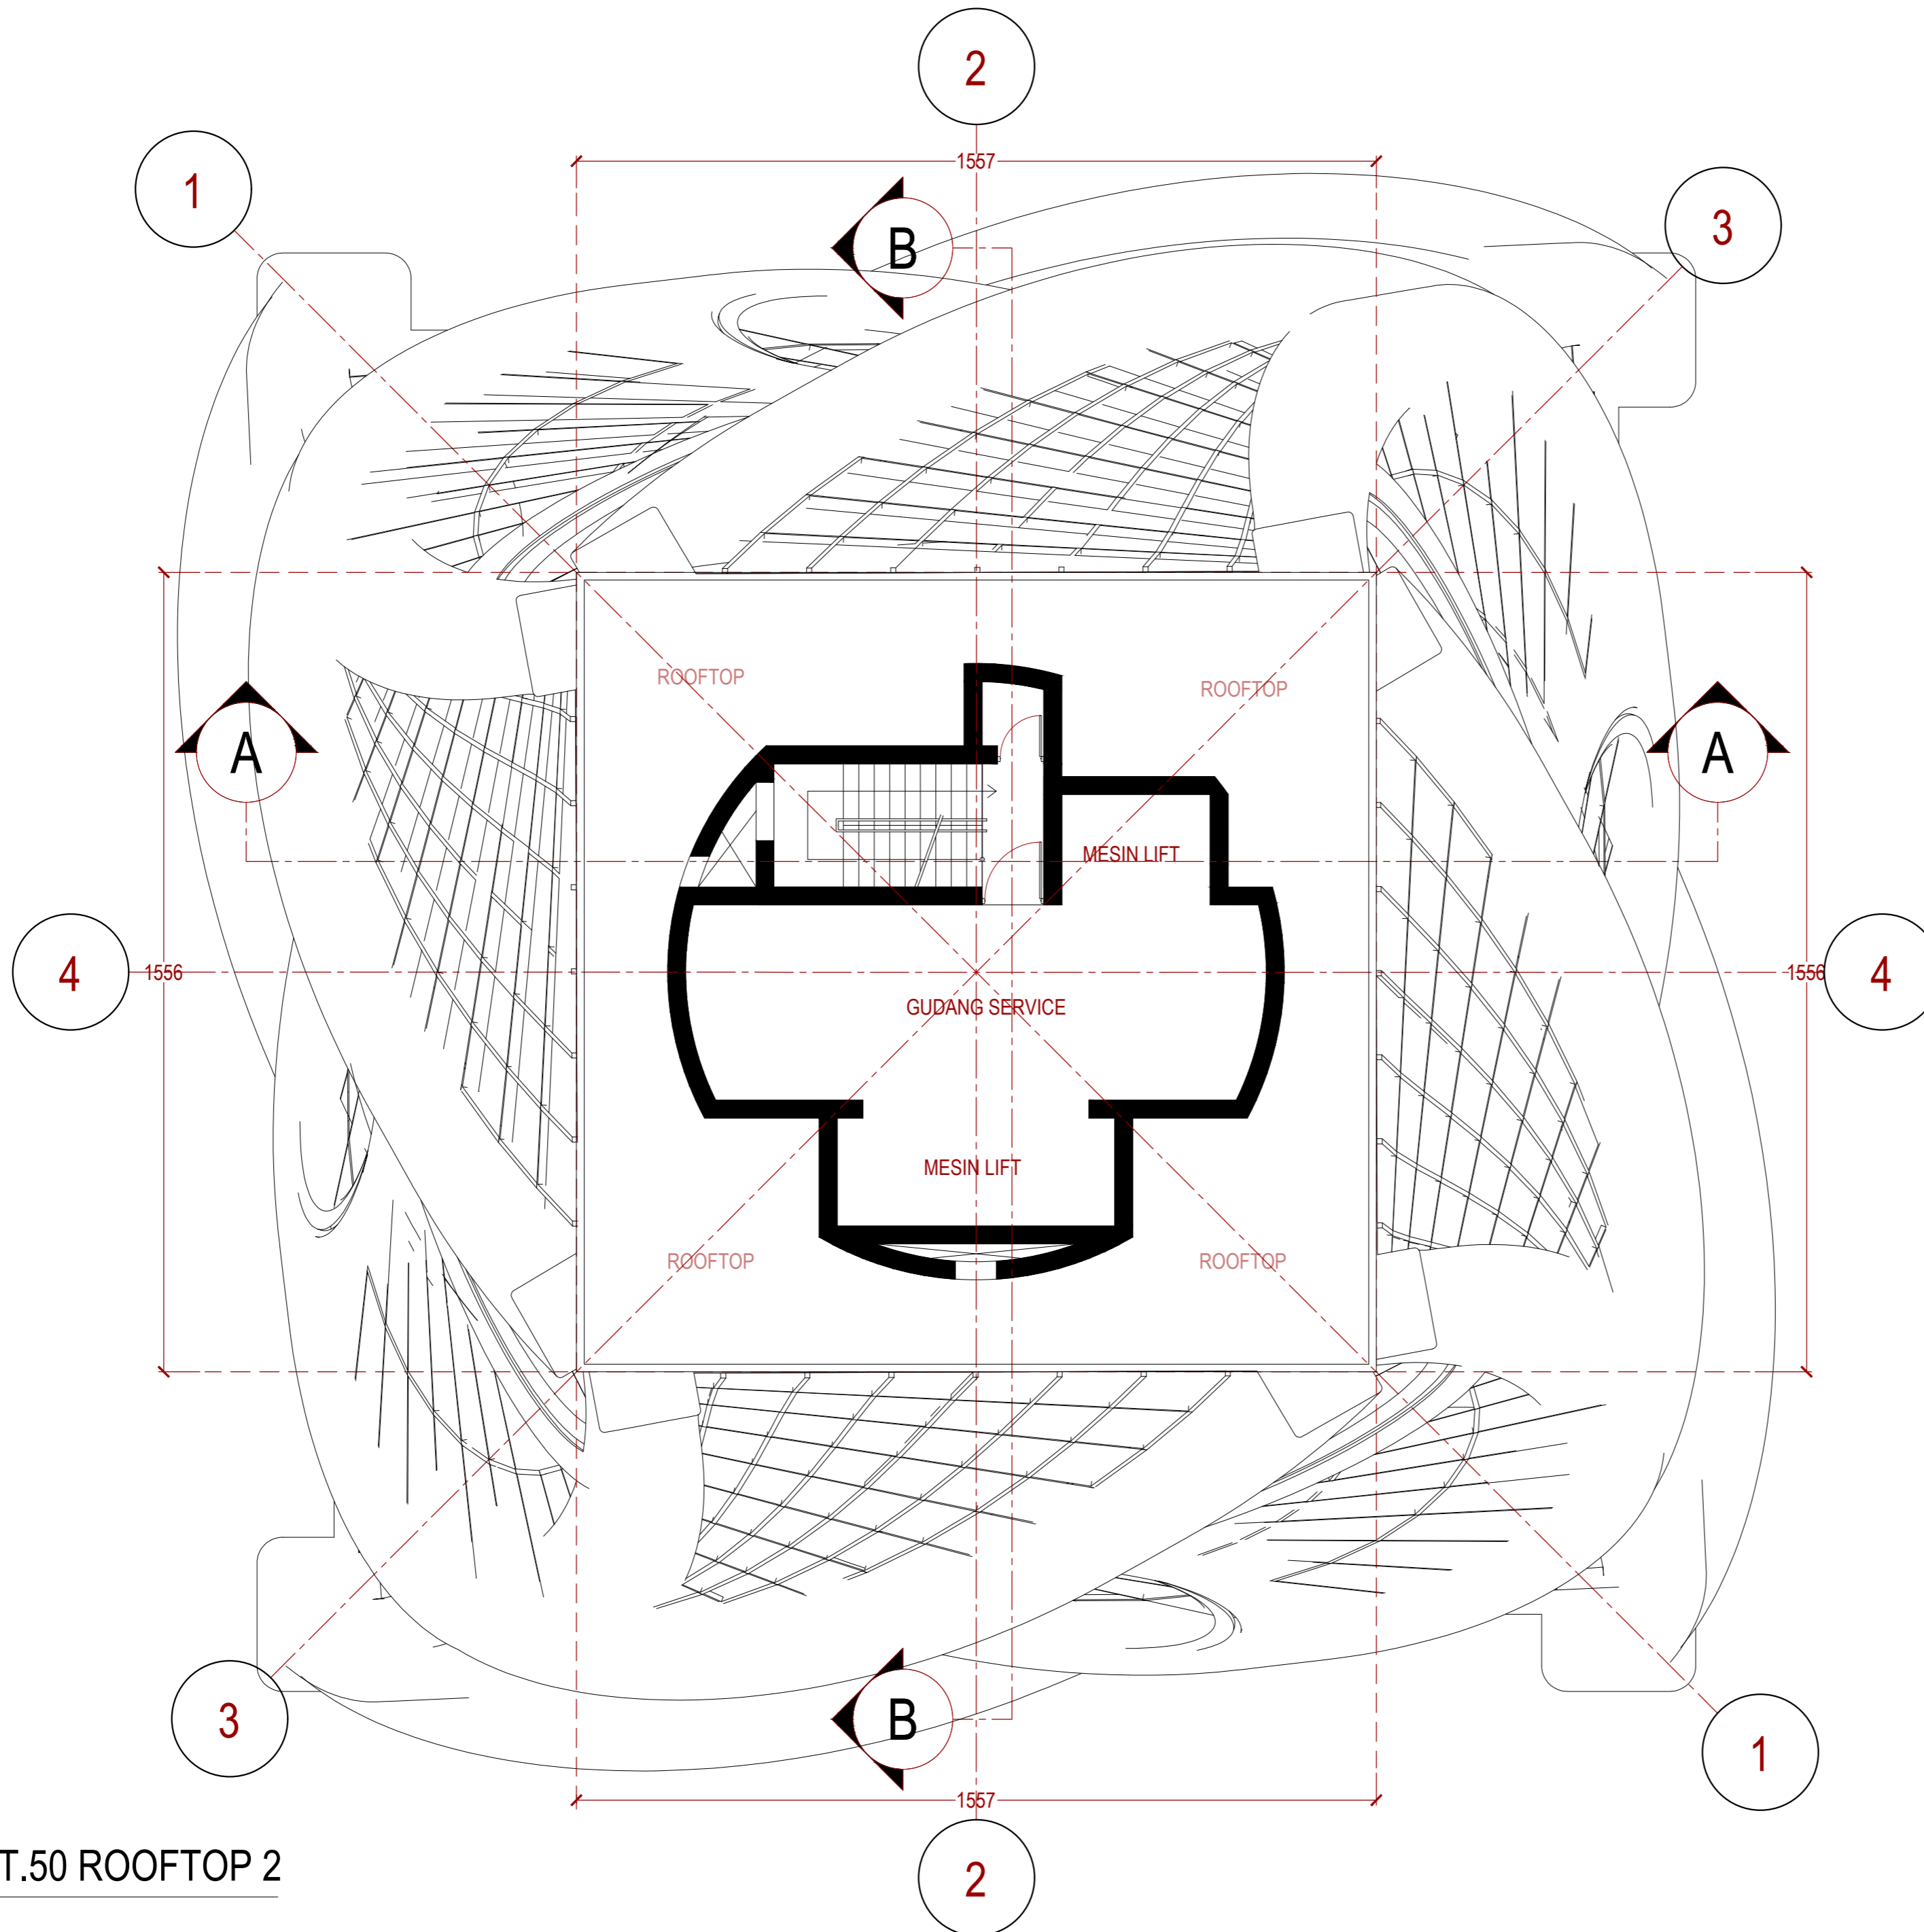 2
1557
1
3
B
ROOFTOP
ROOFTOP
A
A
MESIN LIFT
4
1556
1556
4
GUDANG SERVICE
MESIN LIFT
ROOFTOP
ROOFTOP
3
B
1
1557
T.50 ROOFTOP 2
2